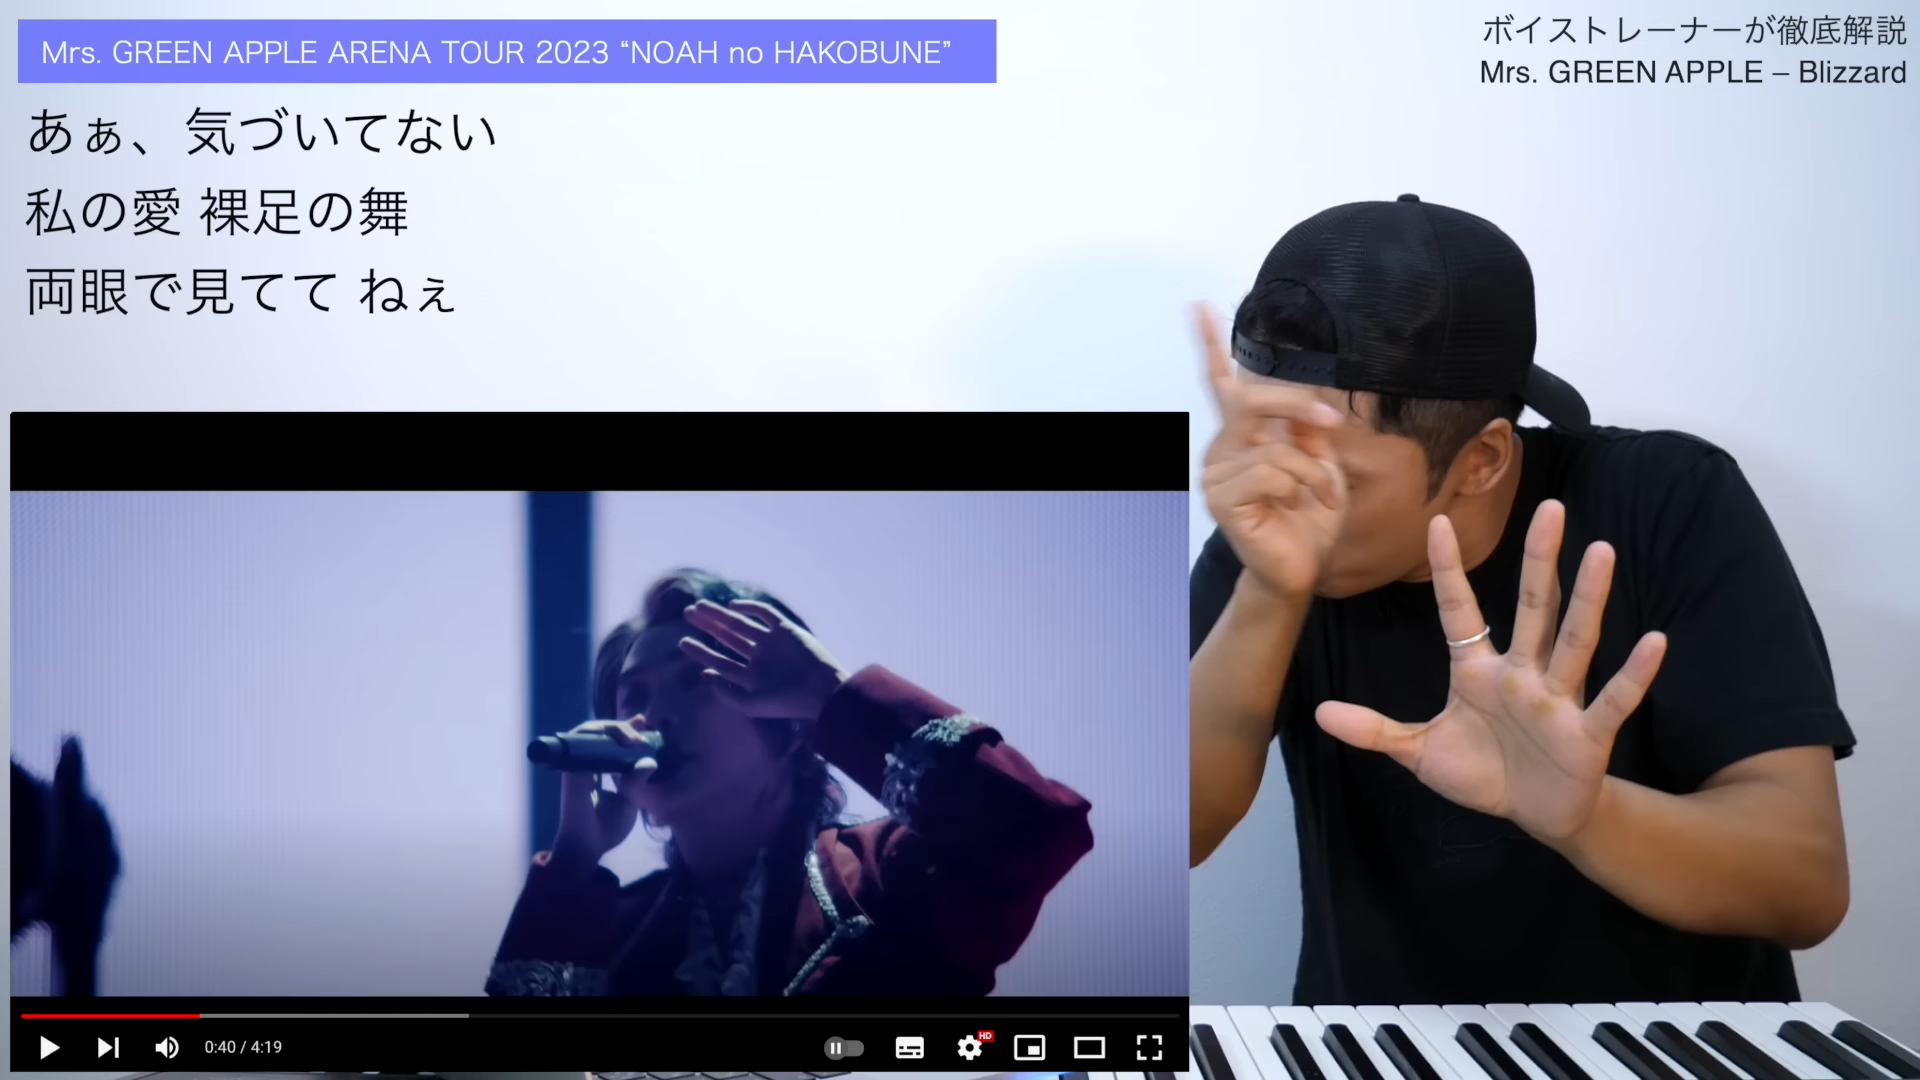 Mrs. GREEN APPLE ARENA TOUR 2023 “NOAH no HAKOBUNE”
ボイストレーナーが徹底解説
Mrs. GREEN APPLE – Blizzard
あぁ、気づいてない
私の愛 裸足の舞
両眼で見てて ねぇ
HD
0:40 / 4:19